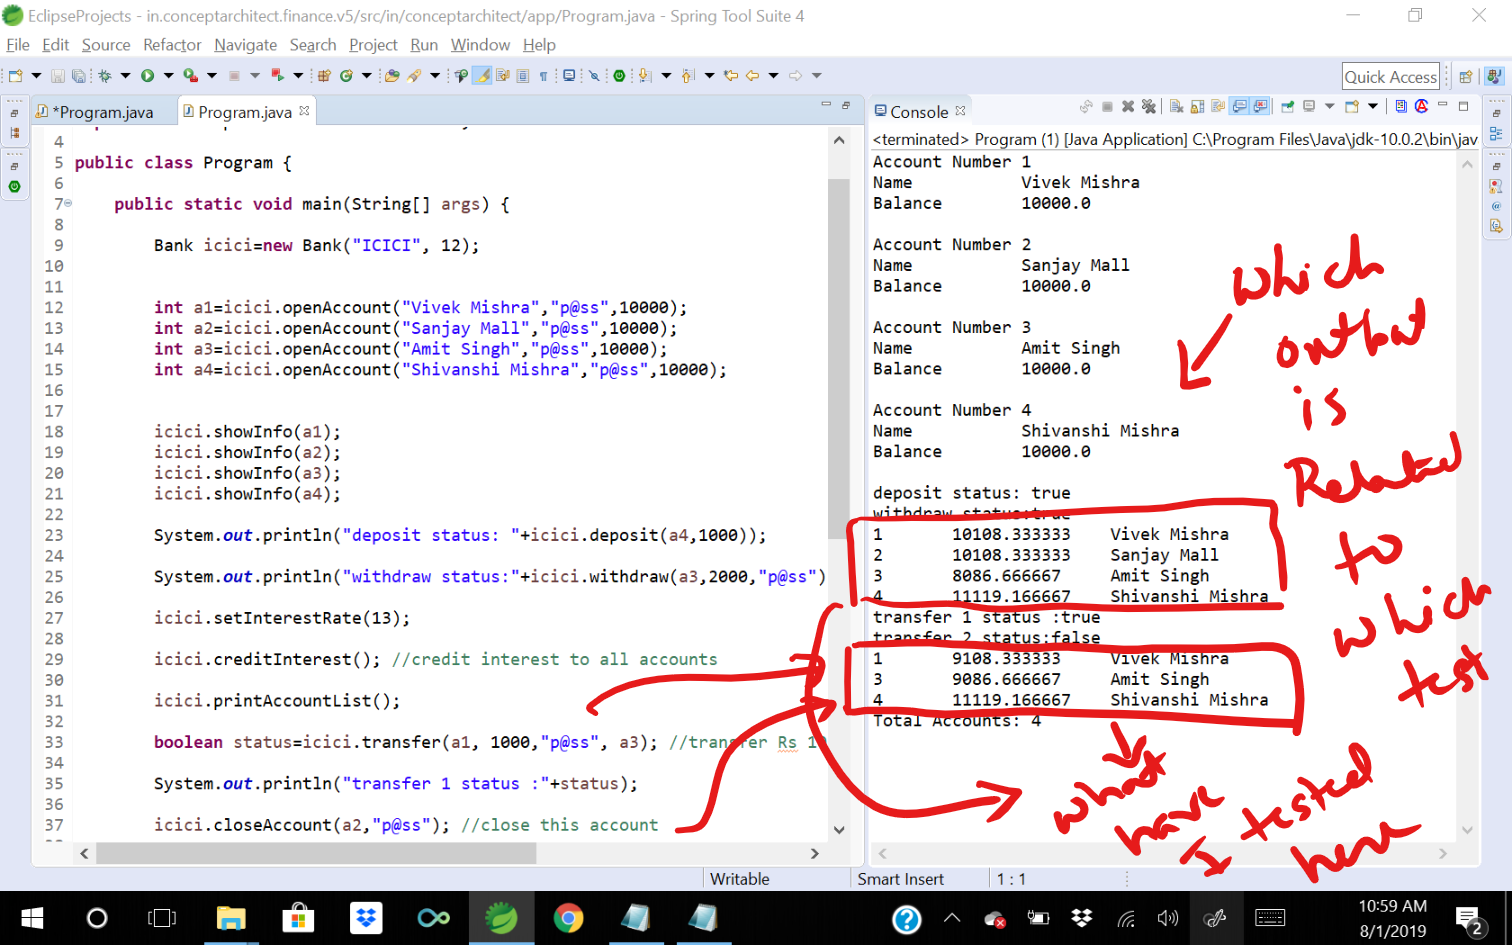 EclipseProjects - in.conceptarchitect.finance.v5/src/in/conceptarchitect/app/Program.java - Spring Tool Suite 4
File Edit Source Refactor Navigate Search Project Run Window Help
Quick Access
*Program.java Program.java
4
5 public class Program {
6
7 public static void main(String[] args) {
8
9 Bank icici=new Bank("ICICI", 12);
10
11
12 int a1=icici.openAccount("Vivek Mishra","p@ss",10000);
13 int a2=icici.openAccount("Sanjay Mall","p@ss",10000);
14 int a3=icici.openAccount("Amit Singh","p@ss",10000);
15 int a4=icici.openAccount("Shivanshi Mishra","p@ss",10000);
16
17
18 icici.showInfo(a1);
19 icici.showInfo(a2);
20 icici.showInfo(a3);
21 icici.showInfo(a4);
22
23 System.out.println("deposit status: "+icici.deposit(a4,1000));
24
25 System.out.println("withdraw status:"+icici.withdraw(a3,2000,"p@ss")
26
27 icici.setInterestRate(13);
28
29 icici.creditInterest(); //credit interest to all accounts
30
31 icici.printAccountList();
32
33 boolean status=icici.transfer(a1, 1000,"p@ss", a3); //transfer Rs 10
34
35 System.out.println("transfer 1 status :"+status);
36
37 icici.closeAccount(a2,"p@ss"); //close this account
Console
<terminated> Program (1) [Java Application] C:\Program Files\Java\jdk-10.0.2\bin\jav
Account Number 1
Name Vivek Mishra
Balance 10000.0
Account Number 2
Name Sanjay Mall
Balance 10000.0
Account Number 3
Name Amit Singh
Balance 10000.0
Account Number 4
Name Shivanshi Mishra
Balance 10000.0
deposit status: true
withdraw status:true
1 10108.333333 Vivek Mishra
2 10108.333333 Sanjay Mall
3 8086.666667 Amit Singh
4 11119.166667 Shivanshi Mishra
transfer 1 status :true
transfer 2 status:false
1 9108.333333 Vivek Mishra
3 9086.666667 Amit Singh
4 11119.166667 Shivanshi Mishra
Total Accounts: 4
which
output
is
Related
to
which
test
what
have
I tested
here
Writable Smart Insert 1 : 1
10:59 AM
8/1/2019
2